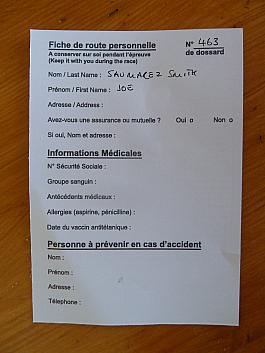 Fiche de route personnelle N° 463
A conserver sur soi pendant l'épreuve de dossard
(Keep it with you during the race)
Nom / Last Name : SAUMAREZ SMITH
Prénom / First Name : JOE
Adresse / Address :
Avez-vous une assurance ou mutuelle ? Oui o Non o
Si oui, Nom et adresse :
Informations Médicales
N° Sécurité Sociale :
Groupe sanguin :
Antécédents médicaux :
Allergies (aspirine, péniciline) :
Date du vaccin antitétanique :
Personne à prévenir en cas d'accident
Nom :
Prénom :
Adresse :
Télephone :